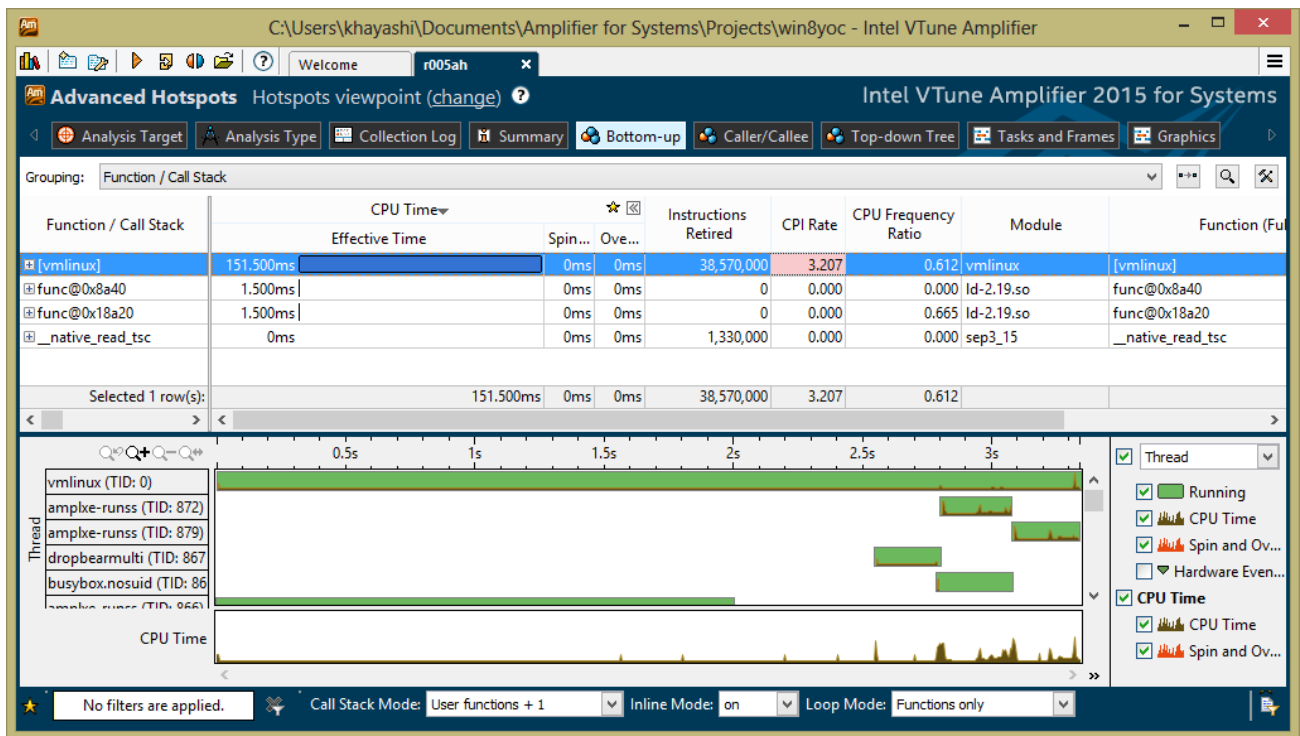 C:\Users\khayashi\Documents\Amplifier for Systems\Projects\win8yoc - Intel VTune Amplifier
Welcome r005ah
Advanced Hotspots Hotspots viewpoint (change) Intel VTune Amplifier 2015 for Systems
Analysis Target Analysis Type Collection Log Summary Bottom-up Caller/Callee Top-down Tree Tasks and Frames Graphics
Grouping: Function / Call Stack
Function / Call Stack CPU Time Instructions Retired CPI Rate CPU Frequency Ratio Module Function (Ful
Effective Time Spin... Ove...
[vmlinux] 151.500ms 0ms 0ms 38,570,000 3.207 0.612 vmlinux [vmlinux]
func@0x8a40 1.500ms 0ms 0ms 0 0.000 0.000 ld-2.19.so func@0x8a40
func@0x18a20 1.500ms 0ms 0ms 0 0.000 0.665 ld-2.19.so func@0x18a20
__native_read_tsc 0ms 0ms 0ms 1,330,000 0.000 0.000 sep3_15 __native_read_tsc
Selected 1 row(s): 151.500ms 0ms 0ms 38,570,000 3.207 0.612
0.5s 1s 1.5s 2s 2.5s 3s
Thread
Thread
vmlinux (TID: 0)
Running
amplxe-runss (TID: 872)
CPU Time
amplxe-runss (TID: 879)
Spin and Ov...
dropbearmulti (TID: 867
Hardware Even...
busybox.nosuid (TID: 86
amplxe-runss (TID: 866)
CPU Time
CPU Time
CPU Time
Spin and Ov...
No filters are applied. Call Stack Mode: User functions + 1 Inline Mode: on Loop Mode: Functions only